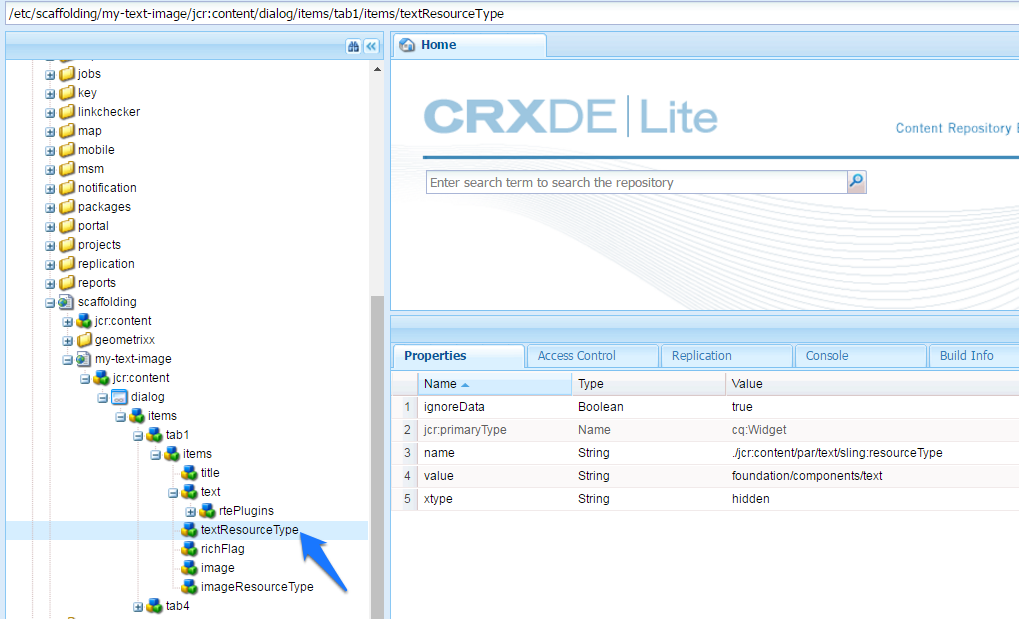 /etc/scaffolding/my-text-image/jcr:content/dialog/items/tab1/items/textResourceType
jobs
key
linkchecker
map
mobile
msm
notification
packages
portal
projects
replication
reports
scaffolding
jcr:content
geometrixx
my-text-image
jcr:content
dialog
items
tab1
items
title
text
rtePlugins
textResourceType
richFlag
image
imageResourceType
tab4
Home
CRXDE | Lite
Content Repository
Enter search term to search the repository
Properties Access Control Replication Console Build Info
Name Type Value
1 ignoreData Boolean true
2 jcr:primaryType Name cq:Widget
3 name String ./jcr:content/par/text/sling:resourceType
4 value String foundation/components/text
5 xtype String hidden